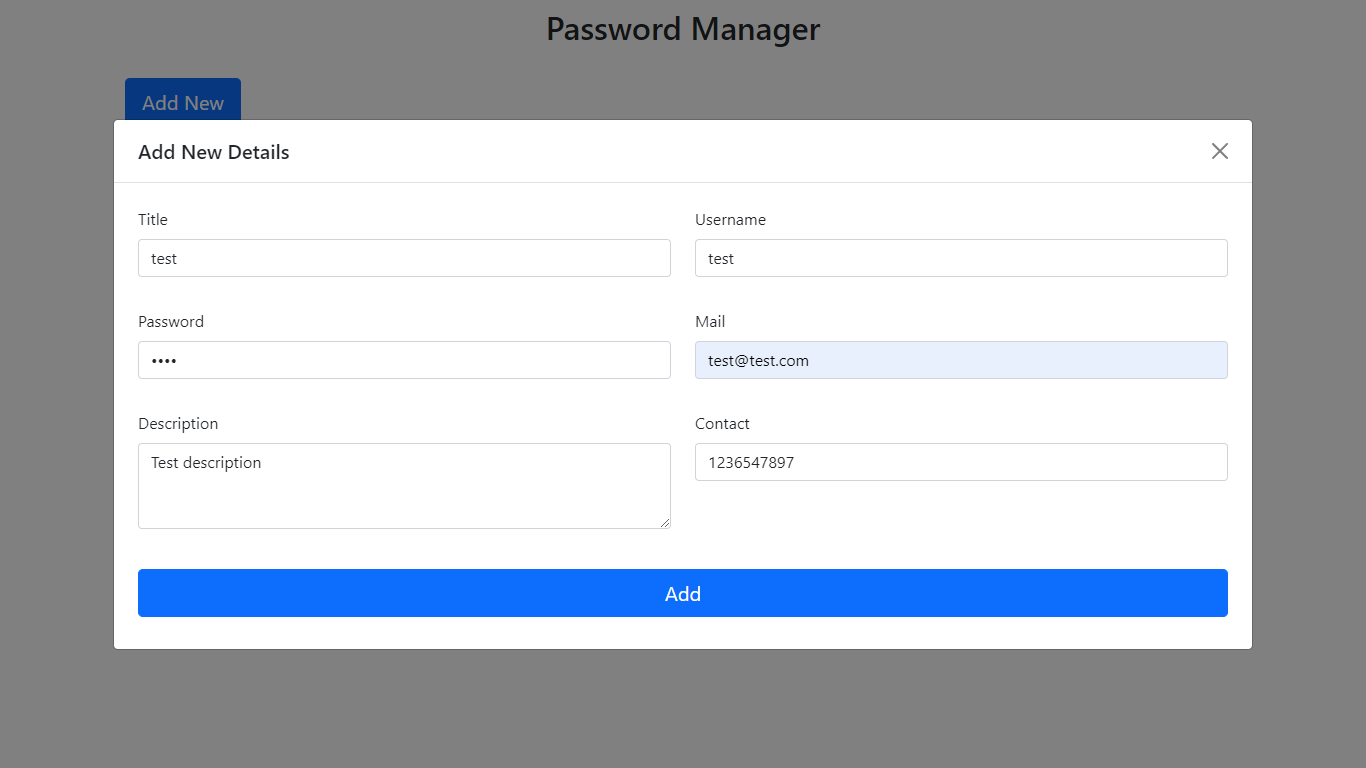 Password Manager
Add New
Add New Details
Title
Username
test
test
Password
Mail
••••
test@test.com
Description
Contact
Test description
1236547897
Add